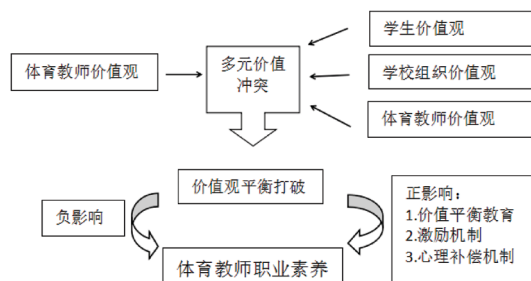 学生价值观
体育教师价值观
多元价值
冲突
学校组织价值观
体育教师价值观
价值观平衡打破
负影响
正影响：
1.价值平衡教育
2.激励机制
3.心理补偿机制
体育教师职业素养